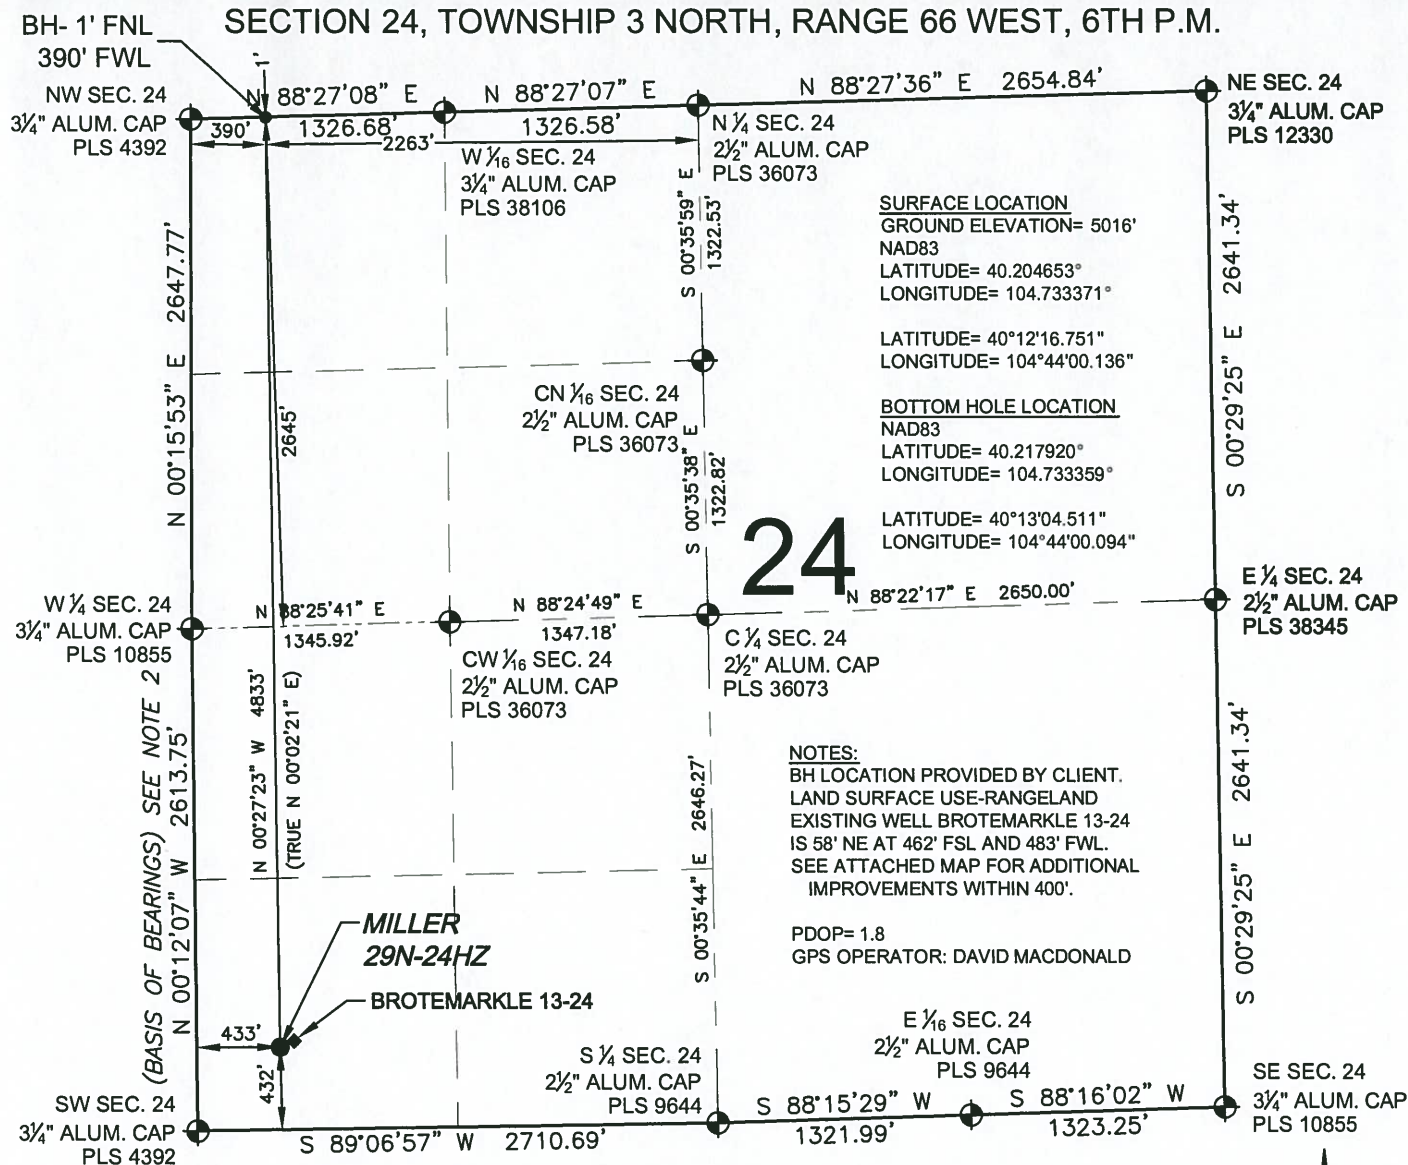 SECTION 24, TOWNSHIP 3 NORTH, RANGE 66 WEST, 6TH P.M.
BH- 1' FNL
390' FWL
1'
NW SEC. 24
3¼" ALUM. CAP
PLS 4392
N 88°27'08" E
1326.68'
390'
2263'
N 88°27'07" E
1326.58'
N 88°27'36" E 2654.84'
NE SEC. 24
3¼" ALUM. CAP
PLS 12330
W ⅟16 SEC. 24
3¼" ALUM. CAP
PLS 38106
N ¼ SEC. 24
2½" ALUM. CAP
PLS 36073
S 00°35'59" E
1322.53'
SURFACE LOCATION
GROUND ELEVATION= 5016'
NAD83
LATITUDE= 40.204653°
LONGITUDE= 104.733371°
LATITUDE= 40°12'16.751"
LONGITUDE= 104°44'00.136"
BOTTOM HOLE LOCATION
NAD83
LATITUDE= 40.217920°
LONGITUDE= 104.733359°
LATITUDE= 40°13'04.511"
LONGITUDE= 104°44'00.094"
N 00°15'53" E 2647.77'
2645'
CN ⅟16 SEC. 24
2½" ALUM. CAP
PLS 36073
S 00°35'38" E
1322.82'
S 00°29'25" E 2641.34'
24
W ¼ SEC. 24
3¼" ALUM. CAP
PLS 10855
N 88°25'41" E
1345.92'
N 88°24'49" E
1347.18'
N 88°22'17" E 2650.00'
E ¼ SEC. 24
2½" ALUM. CAP
PLS 38345
CW ⅟16 SEC. 24
2½" ALUM. CAP
PLS 36073
C ¼ SEC. 24
2½" ALUM. CAP
PLS 36073
(BASIS OF BEARINGS) SEE NOTE 2
N 00°12'07" W 2613.75'
N 00°27'23" W 4833'
(TRUE N 00°02'21" E)
S 00°35'44" E 2646.27'
S 00°29'25" E 2641.34'
NOTES:
BH LOCATION PROVIDED BY CLIENT.
LAND SURFACE USE-RANGELAND
EXISTING WELL BROTEMARKLE 13-24
IS 58' NE AT 462' FSL AND 483' FWL.
SEE ATTACHED MAP FOR ADDITIONAL
IMPROVEMENTS WITHIN 400'.
PDOP= 1.8
GPS OPERATOR: DAVID MACDONALD
MILLER
29N-24HZ
BROTEMARKLE 13-24
433'
432'
SW SEC. 24
3¼" ALUM. CAP
PLS 4392
S 89°06'57" W 2710.69'
S ¼ SEC. 24
2½" ALUM. CAP
PLS 9644
E ⅟16 SEC. 24
2½" ALUM. CAP
PLS 9644
S 88°15'29" W
1321.99'
S 88°16'02" W
1323.25'
SE SEC. 24
3¼" ALUM. CAP
PLS 10855